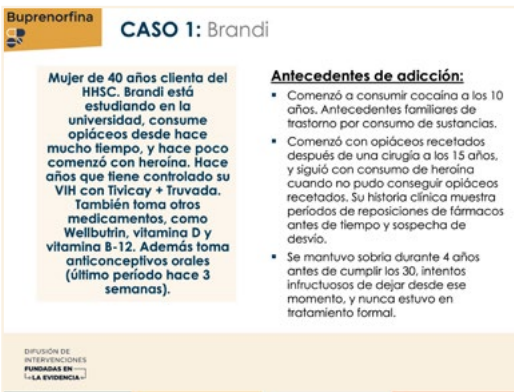 Buprenorfina
CASO 1: Brandi
Mujer de 40 años clienta del
HHSC. Brandi está
estudiando en la
universidad, consume
opiáceos desde hace
mucho tiempo, y hace poco
comenzó con heroína. Hace
años que tiene controlado su
VIH con Tivicay + Truvada.
También toma otros
medicamentos, como
Wellbutrin, vitamina D y
vitamina B-12. Además toma
anticonceptivos orales
(último período hace 3
semanas).
Antecedentes de adicción:
▪ Comenzó a consumir cocaína a los 10
años. Antecedentes familiares de
trastorno por consumo de sustancias.
▪ Comenzó con opiáceos recetados
después de una cirugía a los 15 años,
y siguió con consumo de heroína
cuando no pudo conseguir opiáceos
recetados. Su historia clínica muestra
períodos de reposiciones de fármacos
antes de tiempo y sospecha de
desvío.
▪ Se mantuvo sobria durante 4 años
antes de cumplir los 30, intentos
infructuosos de dejar desde ese
momento, y nunca estuvo en
tratamiento formal.
DIFUSIÓN DE
INTERVENCIONES
FUNDADAS EN
LA EVIDENCIA